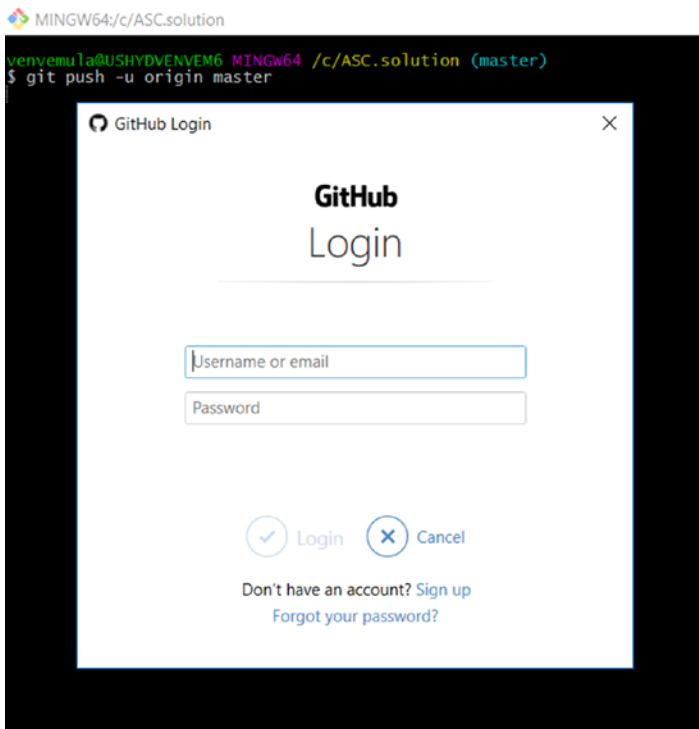 MINGW64:/c/ASC.solution
venvemula@USHYDVENVEM6 MINGW64 /c/ASC.solution (master)
$ git push -u origin master
GitHub Login
GitHub
Login
Username or email
Password
Login Cancel
Don't have an account? Sign up
Forgot your password?